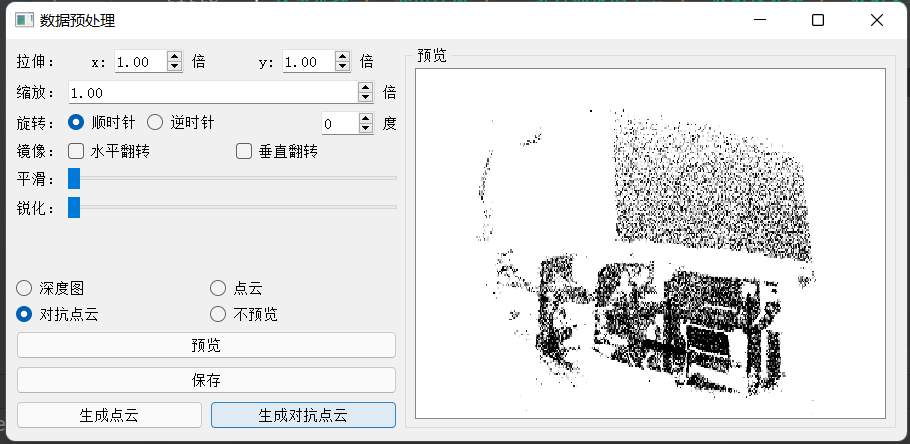 数据预处理
拉伸： x: 1.00 倍 y: 1.00 倍
缩放： 1.00 倍
旋转： 顺时针 逆时针 0 度
镜像： 水平翻转 垂直翻转
平滑：
锐化：
深度图 点云
对抗点云 不预览
预览
保存
生成点云 生成对抗点云
预览